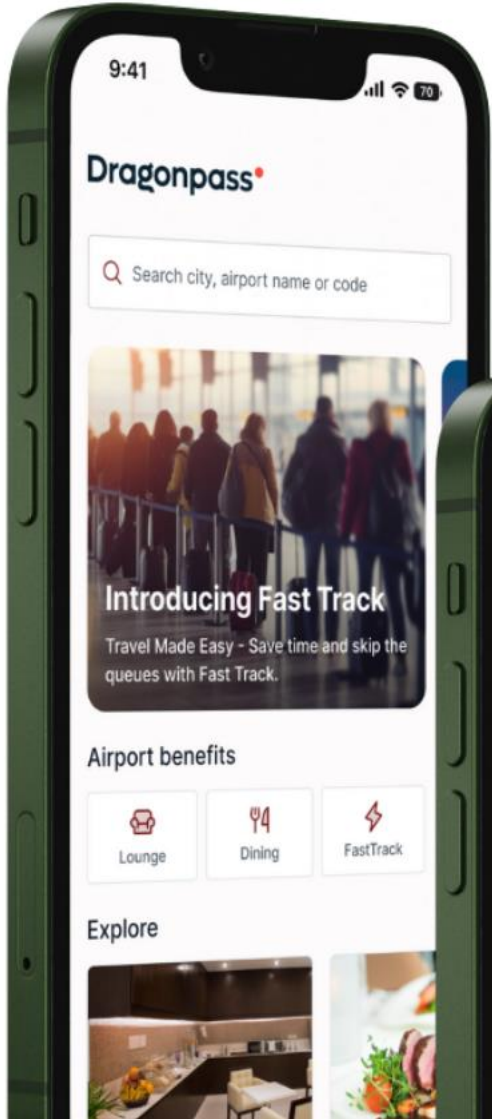 9:41
70
Dragonpass
Search city, airport name or code
Introducing Fast Track
Travel Made Easy - Save time and skip the
queues with Fast Track.
Airport benefits
Lounge
Dining
FastTrack
Explore